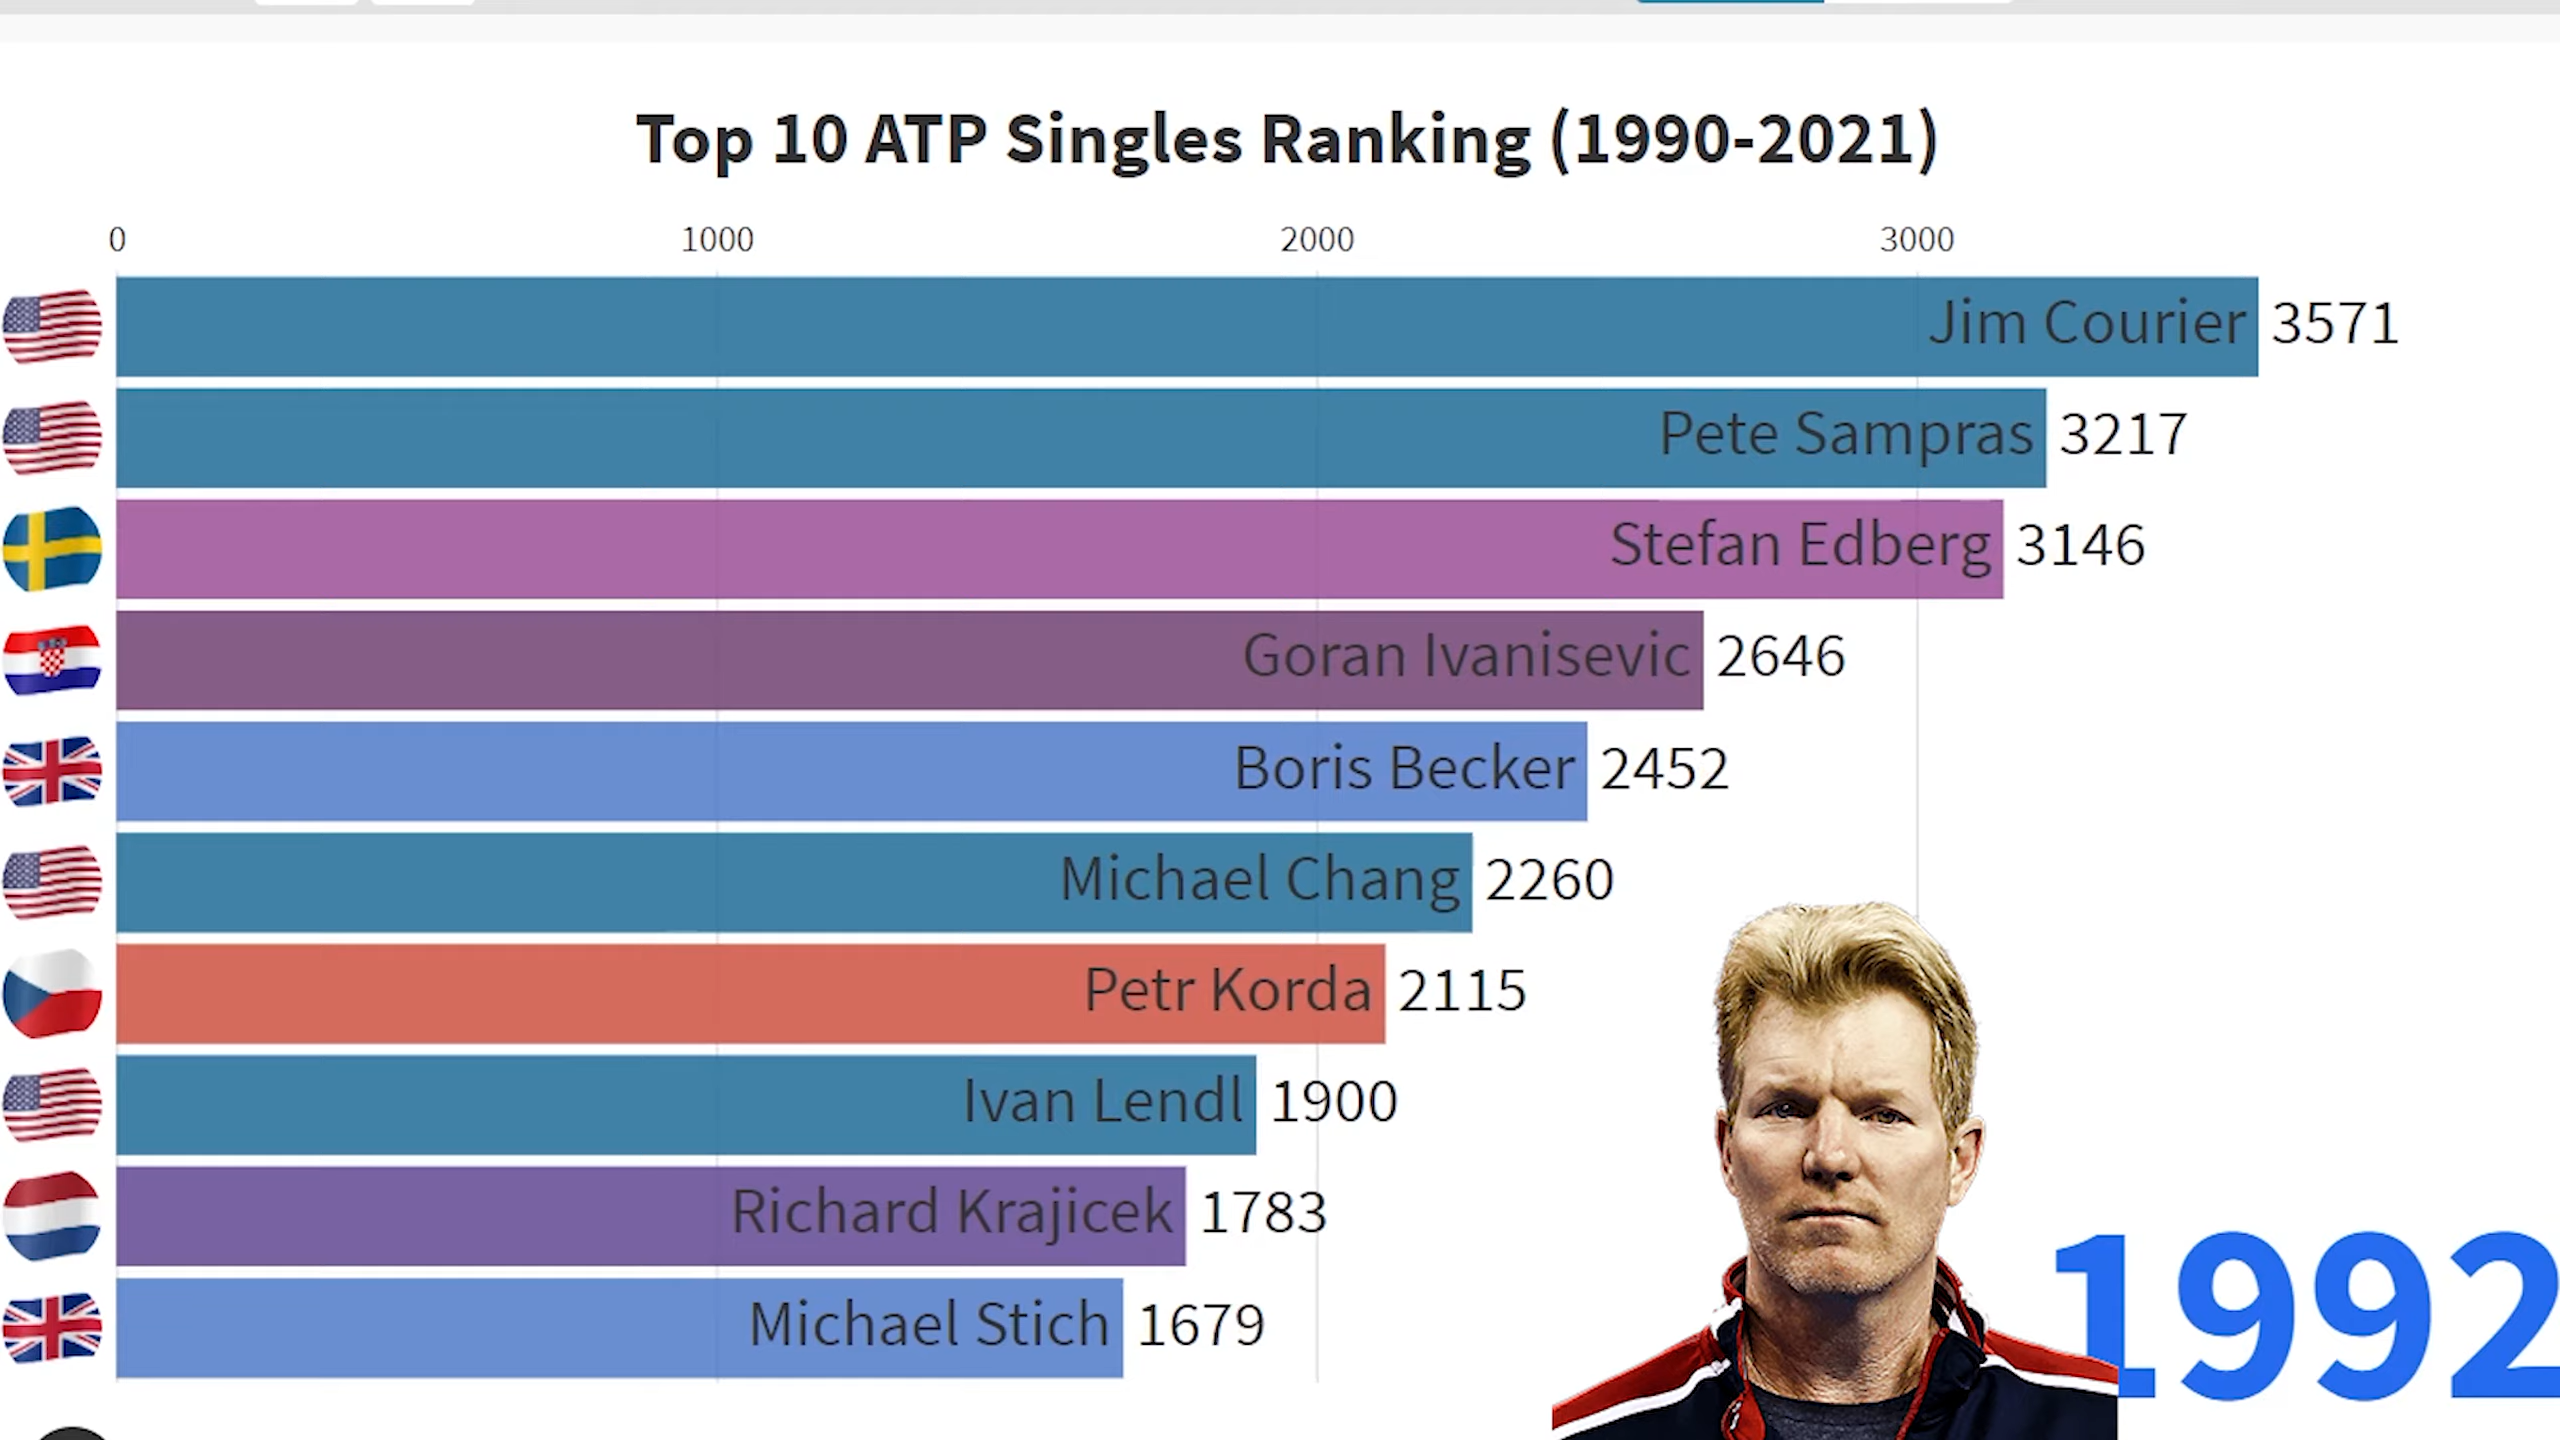 Top 10 ATP Singles Ranking (1990-2021)
0 1000 2000 3000
Jim Courier 3571
Pete Sampras 3217
Stefan Edberg 3146
Goran Ivanisevic 2646
Boris Becker 2452
Michael Chang 2260
Petr Korda 2115
Ivan Lendl 1900
Richard Krajicek 1783
Michael Stich 1679
1992